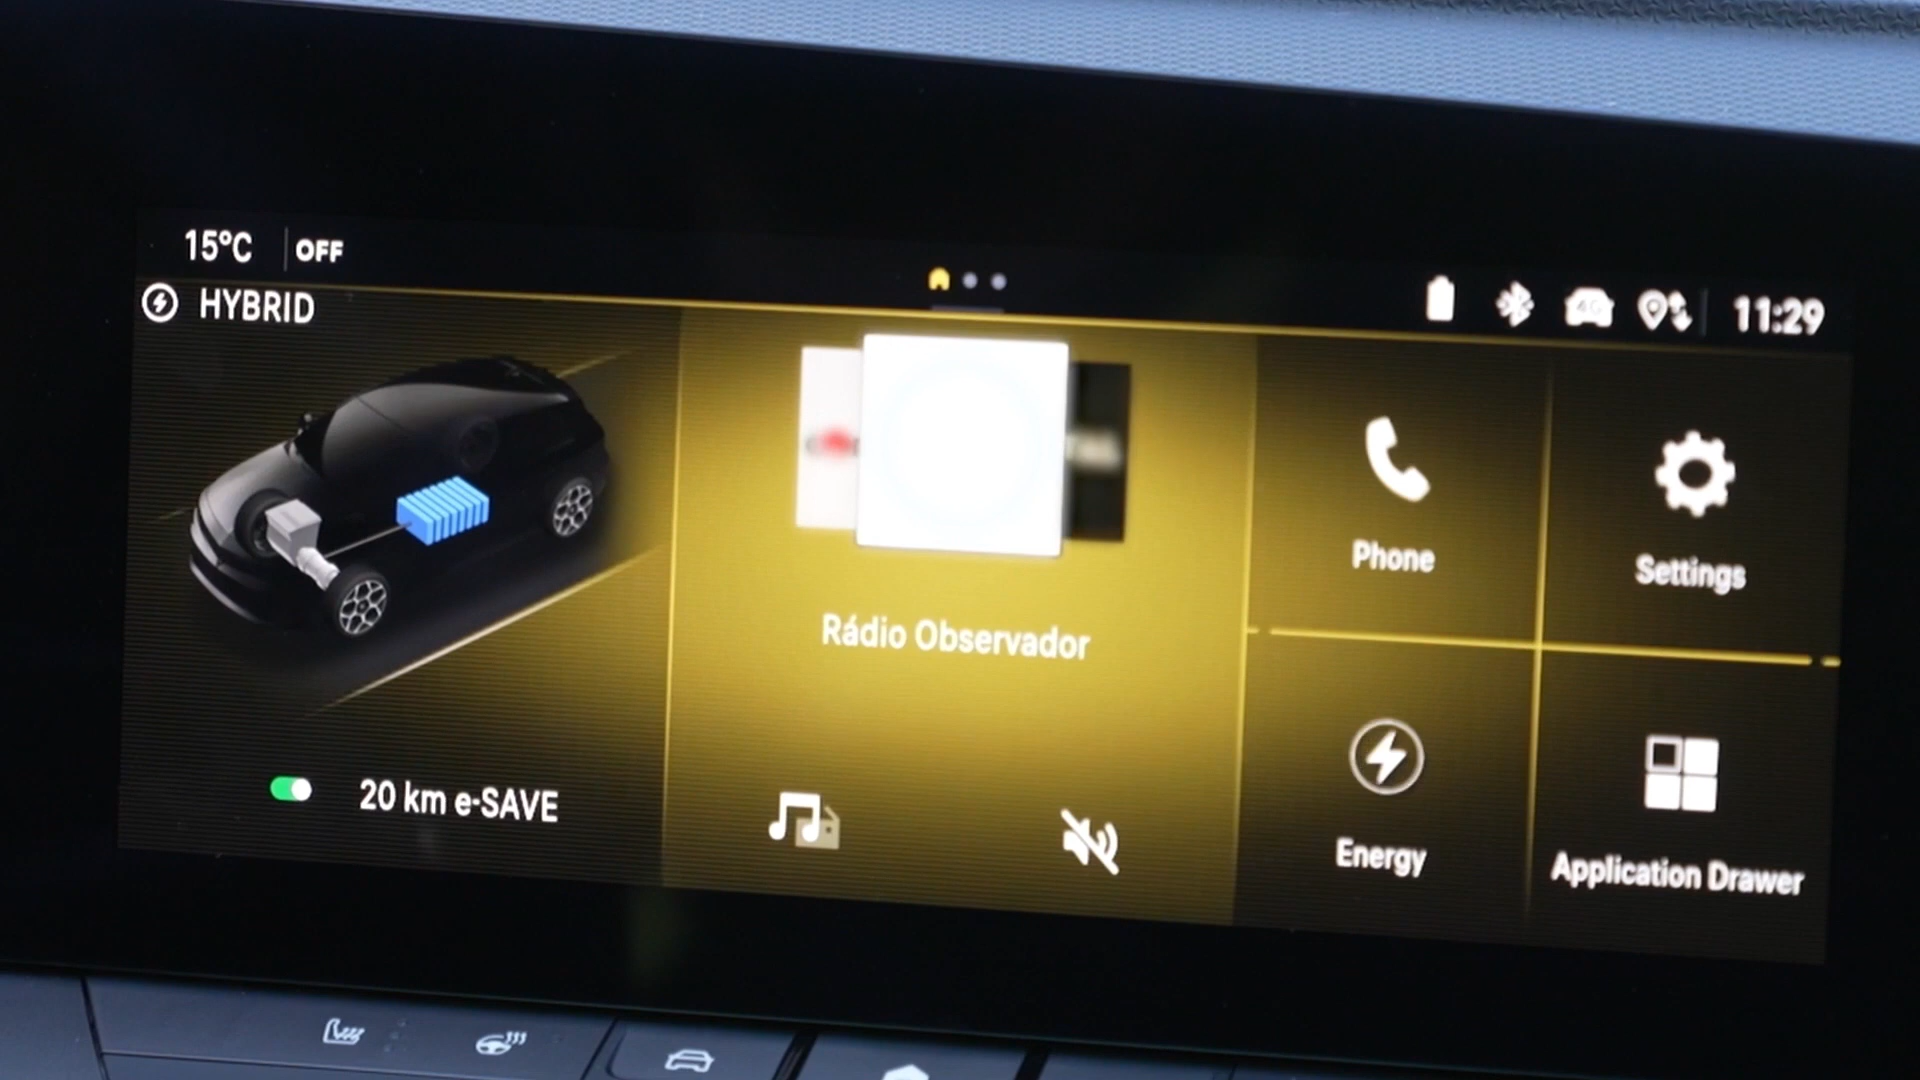 15°C
OFF
11:29
HYBRID
Rádio Observador
Phone
Settings
20 km e-SAVE
Energy
Application Drawer